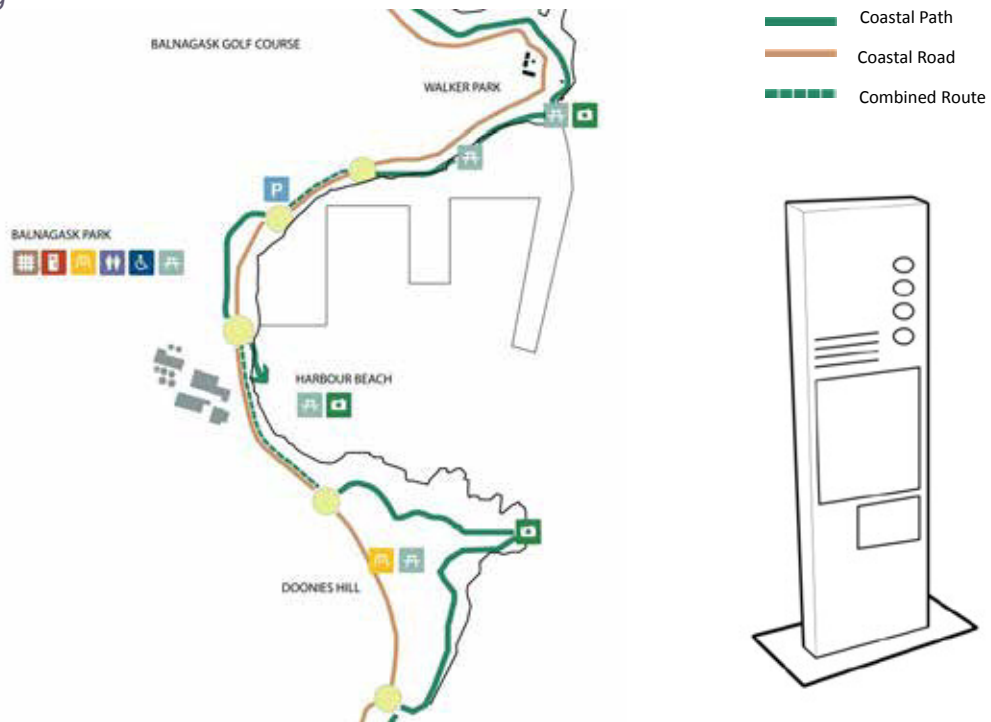 BALNAGASK GOLF COURSE
WALKER PARK
P
BALNAGASK PARK
HARBOUR BEACH
DOONIES HILL
Coastal Path
Coastal Road
Combined Route